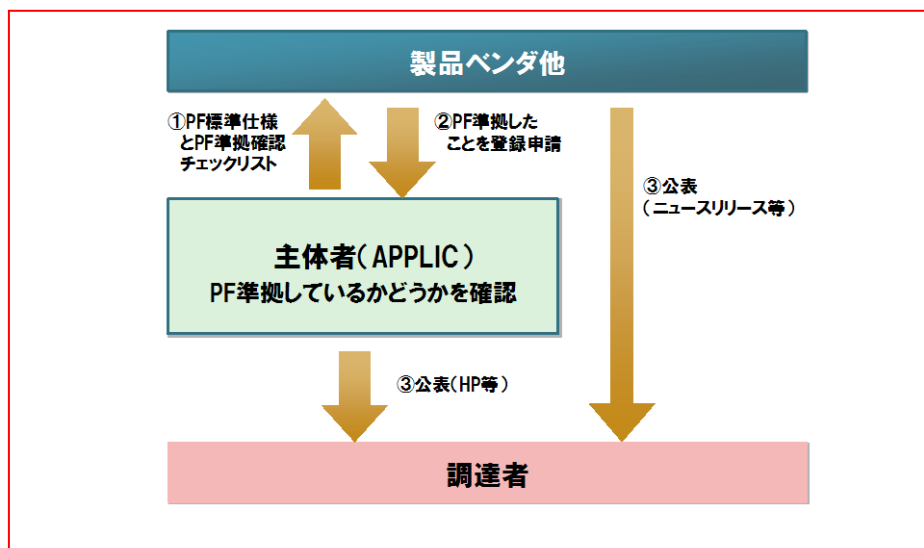 製品ベンダ他
①PF標準仕様
とPF準拠確認
チェックリスト
②PF準拠した
ことを登録申請
③公表
(ニュースリリース等)
主体者(APPLIC)
PF準拠しているかどうかを確認
③公表(HP等)
調達者